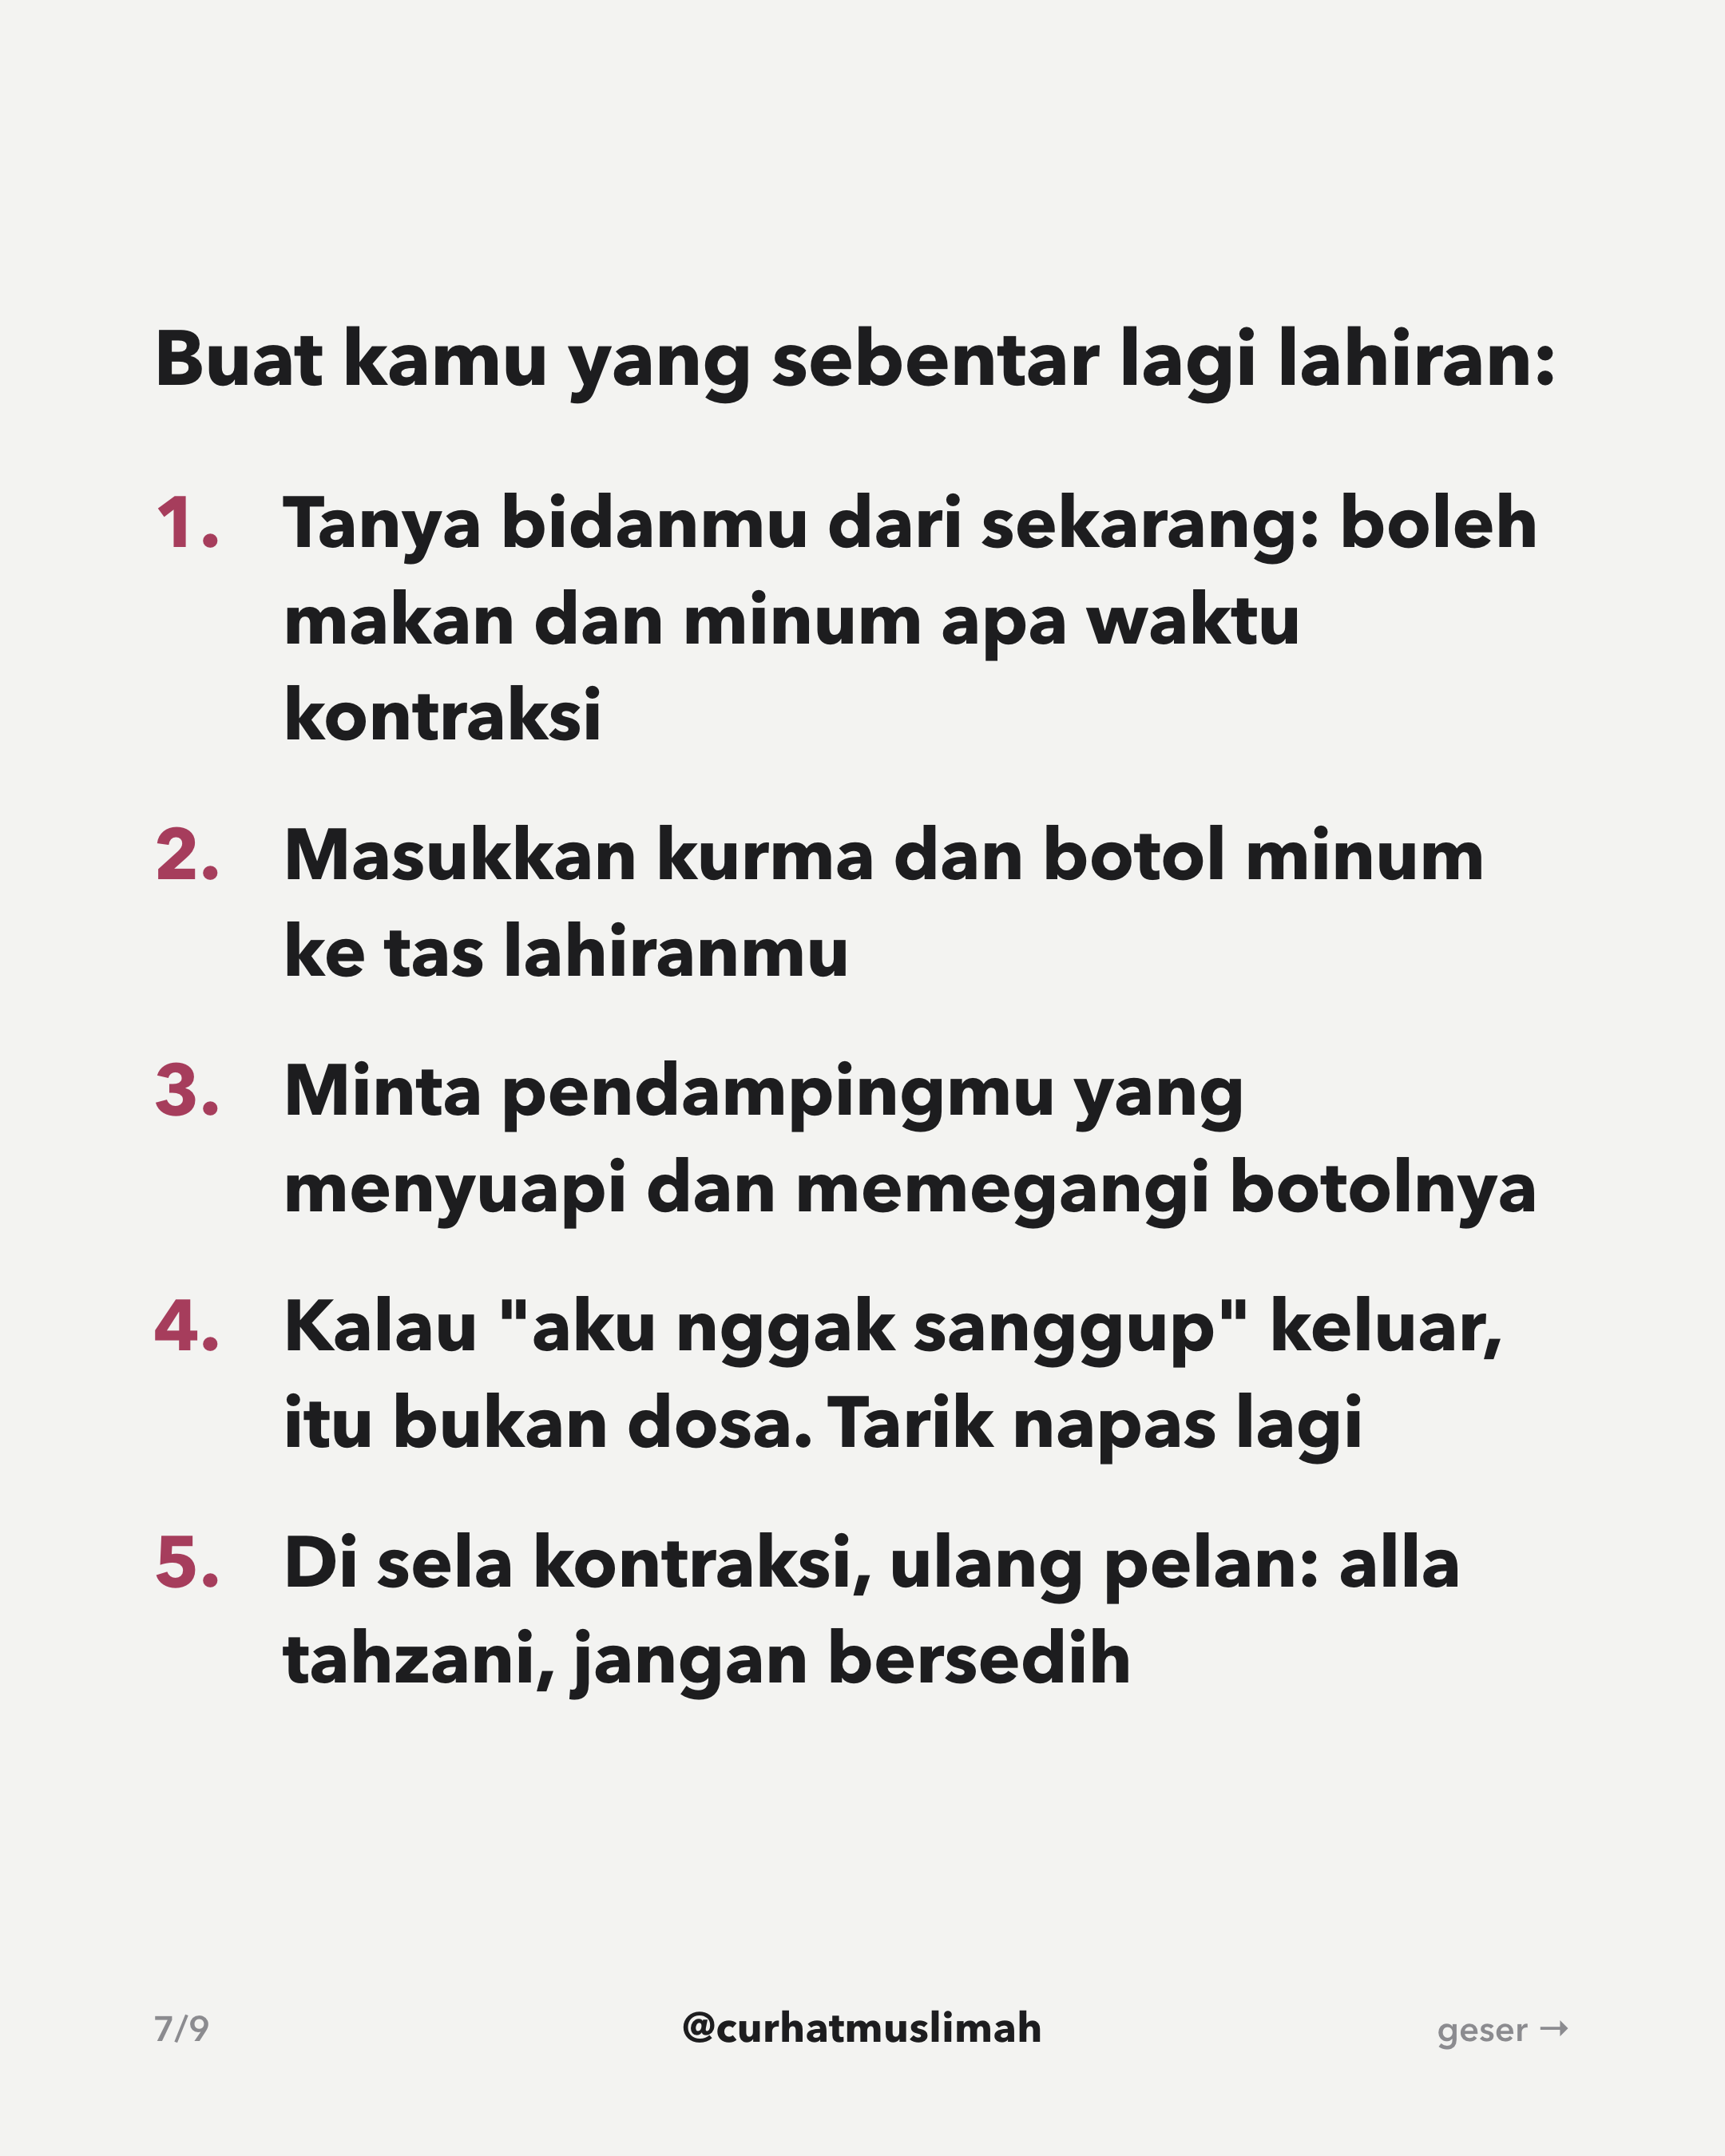 Buat kamu yang sebentar lagi lahiran:
1. Tanya bidanmu dari sekarang: boleh
makan dan minum apa waktu
kontraksi
2. Masukkan kurma dan botol minum
ke tas lahiranmu
3. Minta pendampingmu yang
menyuapi dan memegangi botolnya
4. Kalau "aku nggak sanggup" keluar,
itu bukan dosa. Tarik napas lagi
5. Di sela kontraksi, ulang pelan: alla
tahzani, jangan bersedih
7/9 @curhatmuslimah geser →